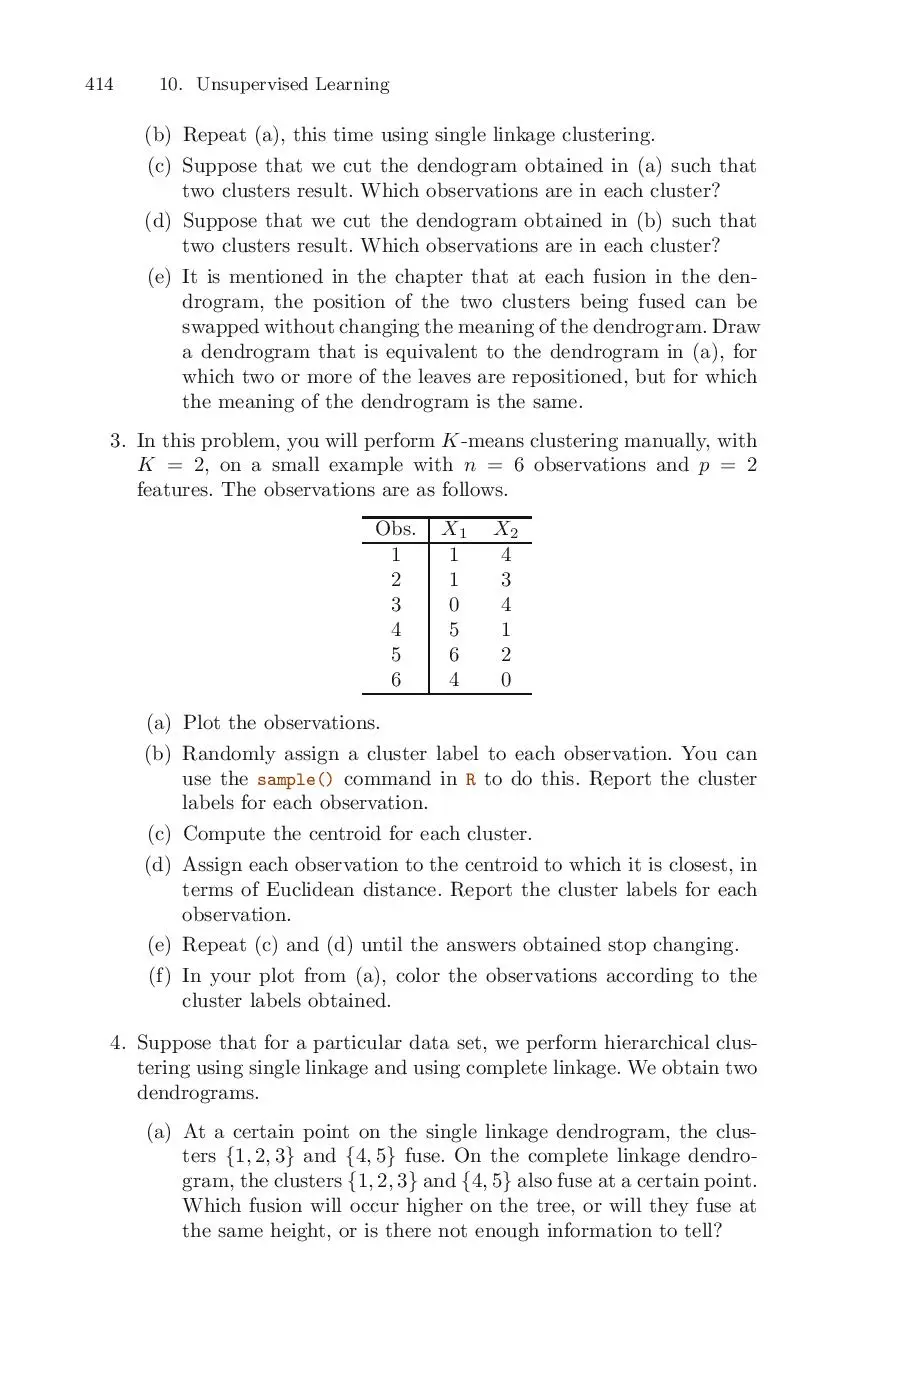 414 10. Unsupervised Learning
(b) Repeat (a), this time using single linkage clustering.
(c) Suppose that we cut the dendogram obtained in (a) such that
two clusters result. Which observations are in each cluster?
(d) Suppose that we cut the dendogram obtained in (b) such that
two clusters result. Which observations are in each cluster?
(e) It is mentioned in the chapter that at each fusion in the den-
drogram, the position of the two clusters being fused can be
swapped without changing the meaning of the dendrogram. Draw
a dendrogram that is equivalent to the dendrogram in (a), for
which two or more of the leaves are repositioned, but for which
the meaning of the dendrogram is the same.
3. In this problem, you will perform K-means clustering manually, with
K = 2, on a small example with n = 6 observations and p = 2
features. The observations are as follows.
Obs. X1 X2
1 1 4
2 1 3
3 0 4
4 5 1
5 6 2
6 4 0
(a) Plot the observations.
(b) Randomly assign a cluster label to each observation. You can
use the sample() command in R to do this. Report the cluster
labels for each observation.
(c) Compute the centroid for each cluster.
(d) Assign each observation to the centroid to which it is closest, in
terms of Euclidean distance. Report the cluster labels for each
observation.
(e) Repeat (c) and (d) until the answers obtained stop changing.
(f) In your plot from (a), color the observations according to the
cluster labels obtained.
4. Suppose that for a particular data set, we perform hierarchical clus-
tering using single linkage and using complete linkage. We obtain two
dendrograms.
(a) At a certain point on the single linkage dendrogram, the clus-
ters {1, 2, 3} and {4, 5} fuse. On the complete linkage dendro-
gram, the clusters {1, 2, 3} and {4, 5} also fuse at a certain point.
Which fusion will occur higher on the tree, or will they fuse at
the same height, or is there not enough information to tell?